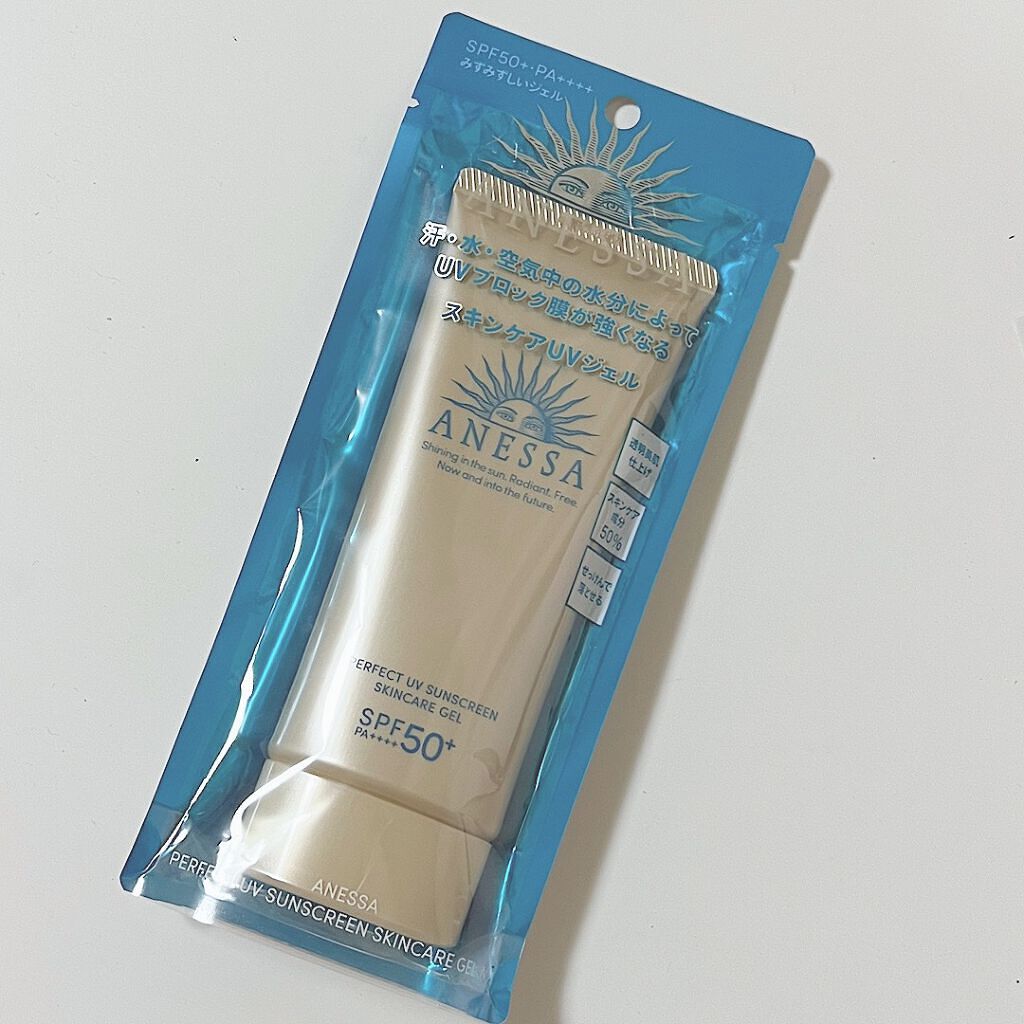 SPF50+・PA++++
みずみずしいジェル
ANESSA
汗・水・空気中の水分によって
UVブロック膜が強くなる
スキンケアUVジェル
ANESSA
Shining in the sun. Radiant. Free.
Now and into the future.
透明美肌
仕上げ
スキンケア
成分
50%
せっけんで
落とせる
PERFECT UV SUNSCREEN
SKINCARE GEL
SPF50+
PA++++
ANESSA
PERFECT UV SUNSCREEN SKINCARE GEL